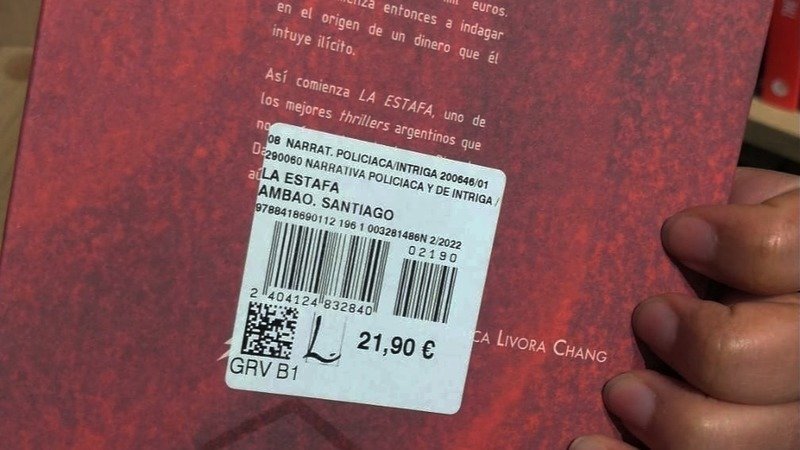 euros.
entonces a indagar
en el origen de un dinero que él
intuye ilícito.
Así comienza LA ESTAFA, uno de
los mejores thrillers argentinos que
08 NARRAT. POLICIACA/INTRIGA 200646/01
290060 NARRATIVA POLICIACA Y DE INTRIGA /
LA ESTAFA
AMBAO. SANTIAGO
9788418690112 196 1 003281486N 2/2022
02190
2 404124 832840
L
21,90 €
GRV B1
LIVORA CHANG